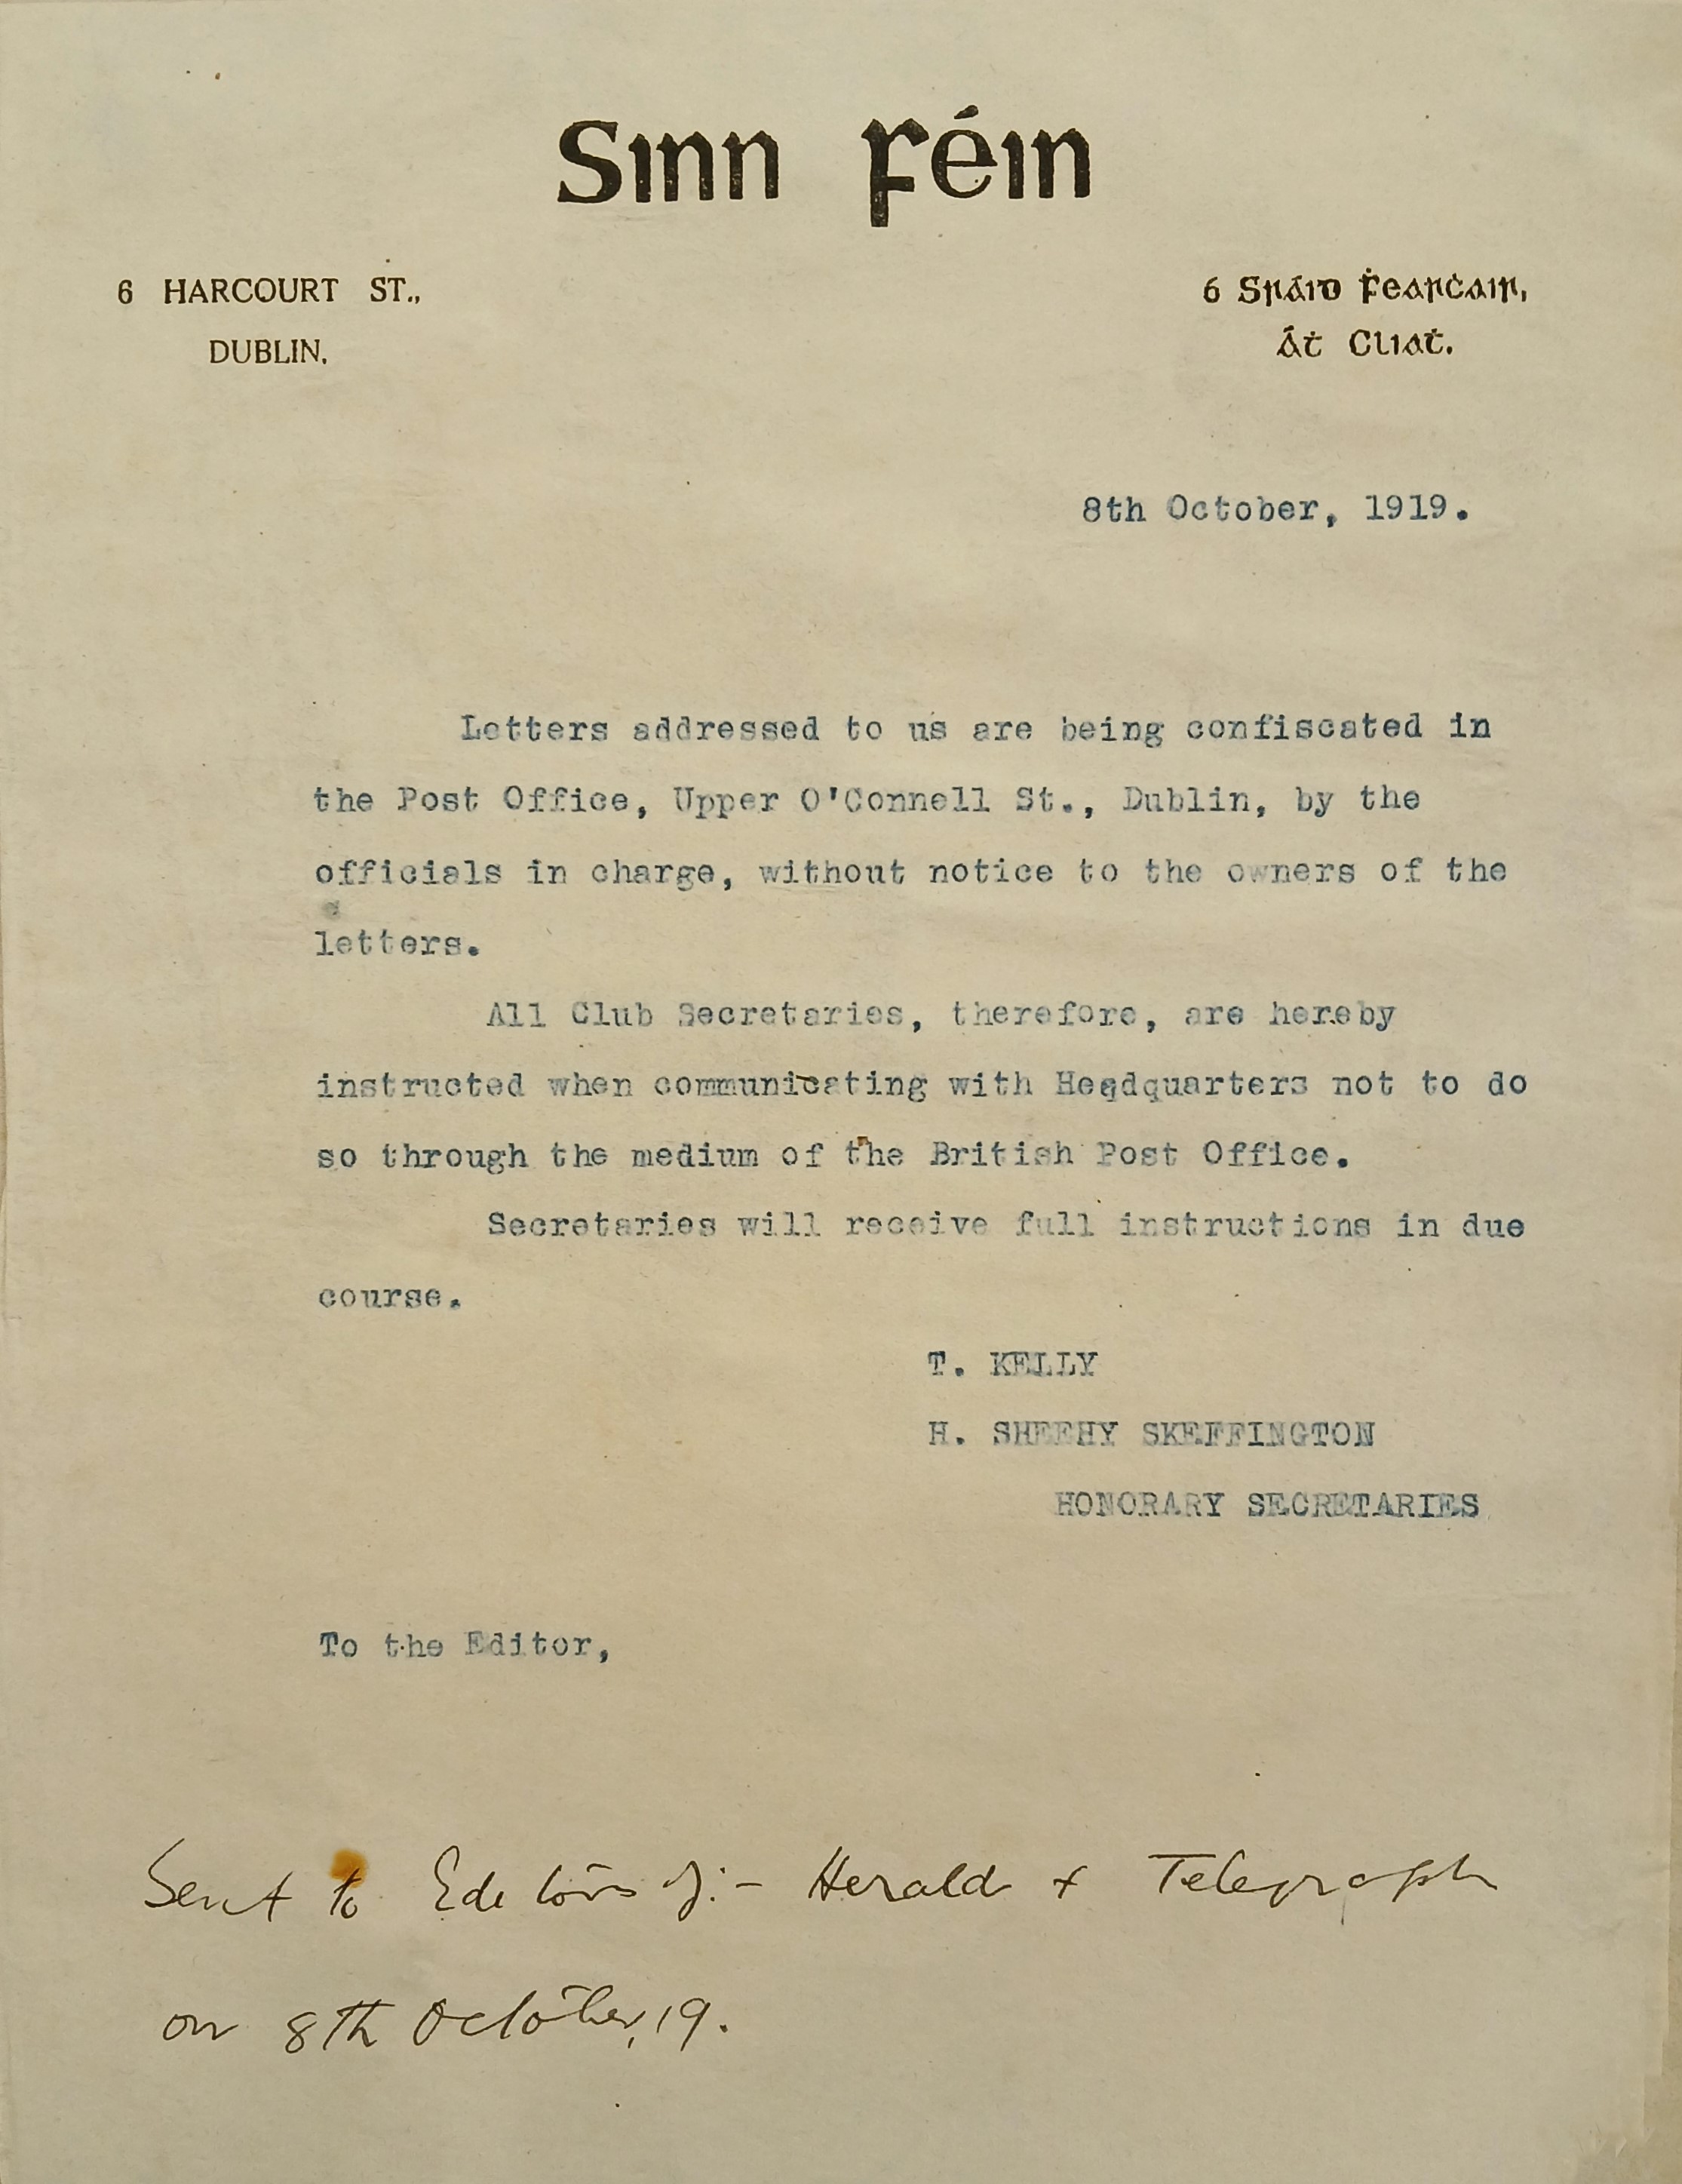 Sinn Féin
6 HARCOURT ST.,
DUBLIN.
6 Sráid Ḟearċair,
Át Cliaṫ.
8th October, 1919.
Letters addressed to us are being confiscated in
the Post Office, Upper O'Connell St., Dublin, by the
officials in charge, without notice to the owners of the
letters.
All Club Secretaries, therefore, are hereby
instructed when communicating with Headquarters not to do
so through the medium of the British Post Office.
Secretaries will receive full instructions in due
course.
T. KELLY
H. SHEEHY SKEFFINGTON
HONORARY SECRETARIES
To the Editor,
Sent to Editors of:- Herald + Telegraph
on 8th October, 19.